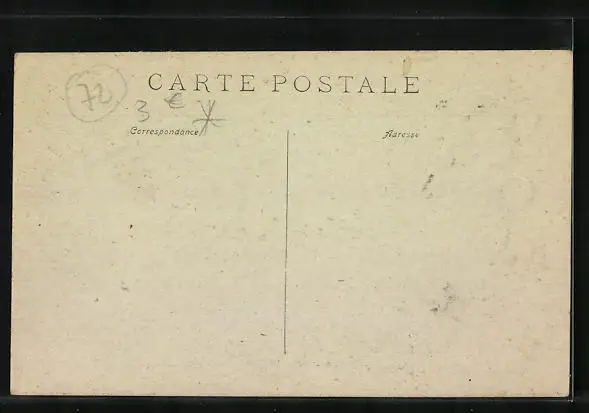 CARTE POSTALE
72
3 €
Correspondance
Adresse